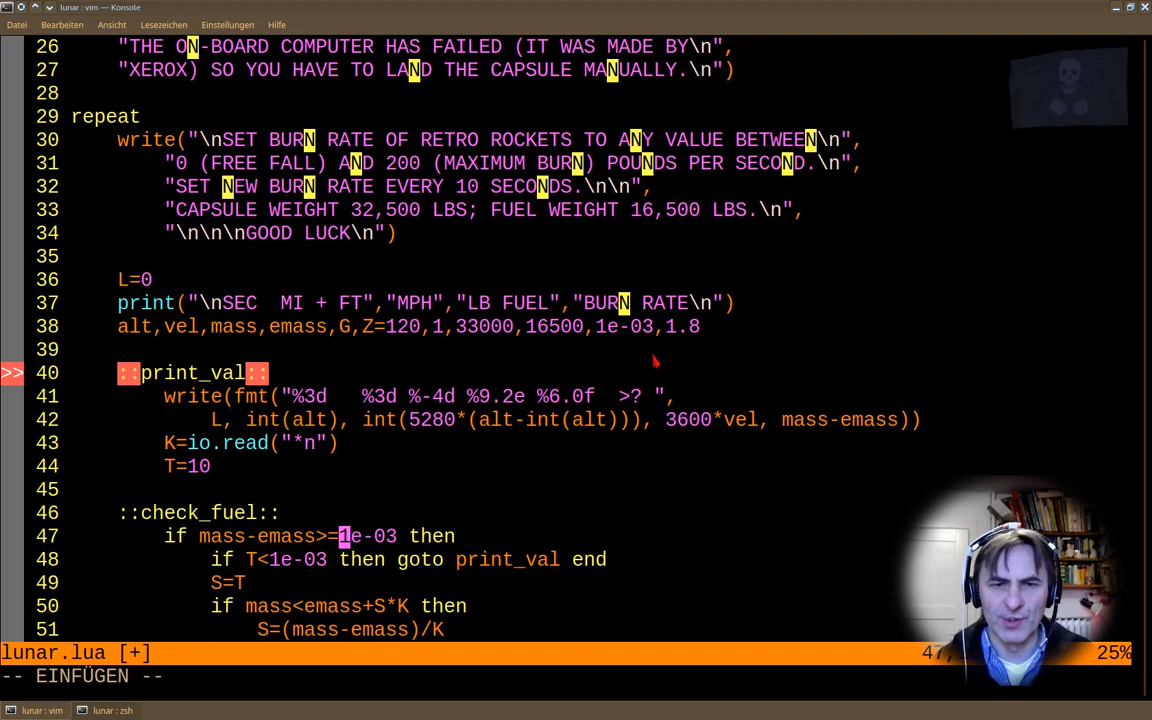 lunar : vim — Konsole
Datei Bearbeiten Ansicht Lesezeichen Einstellungen Hilfe
26 "THE ON-BOARD COMPUTER HAS FAILED (IT WAS MADE BY\n",
27 "XEROX) SO YOU HAVE TO LAND THE CAPSULE MANUALLY.\n")
28
29 repeat
30 write("\nSET BURN RATE OF RETRO ROCKETS TO ANY VALUE BETWEEN\n",
31 "0 (FREE FALL) AND 200 (MAXIMUM BURN) POUNDS PER SECOND.\n",
32 "SET NEW BURN RATE EVERY 10 SECONDS.\n\n",
33 "CAPSULE WEIGHT 32,500 LBS; FUEL WEIGHT 16,500 LBS.\n",
34 "\n\n\nGOOD LUCK\n")
35
36 L=0
37 print("\nSEC  MI + FT","MPH","LB FUEL","BURN RATE\n")
38 alt,vel,mass,emass,G,Z=120,1,33000,16500,1e-03,1.8
39
>> 40 ::print_val::
41 write(fmt("%3d   %3d %-4d %9.2e %6.0f  >? ",
42 L, int(alt), int(5280*(alt-int(alt))), 3600*vel, mass-emass))
43 K=io.read("*n")
44 T=10
45
46 ::check_fuel::
47 if mass-emass>=1e-03 then
48 if T<1e-03 then goto print_val end
49 S=T
50 if mass<emass+S*K then
51 S=(mass-emass)/K
lunar.lua [+] 47, 25%
-- EINFÜGEN --
lunar : vim lunar : zsh